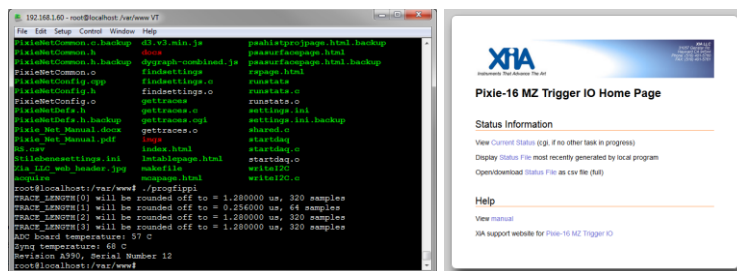 192.168.1.60 - root@localhost: /var/www VT
File Edit Setup Control Window Help
PixieNetCommon.c.backup d3.v3.min.js psahistprojpage.html.backup
PixieNetCommon.h docs psasurfacepage.html
PixieNetCommon.h.backup dygraph-combined.js psasurfacepage.html.backup
PixieNetCommon.o findsettings rspage.html
PixieNetConfig.cpp findsettings.c runstats
PixieNetConfig.h findsettings.o runstats.c
PixieNetConfig.o gettraces runstats.o
PixieNetDefs.h gettraces.c settings.ini
PixieNetDefs.h.backup gettraces.cgi settings.ini.backup
Pixie_Net_Manual.docx gettraces.o shared.c
Pixie_Net_Manual.pdf imgs startdaq
RS.csv index.html startdaq.c
Stilbenesettings.ini lmtablepage.html startdaq.o
Xia_LLC_web_header.jpg makefile writeI2C
acquire mcapage.html writeI2C.c
root@localhost:/var/www# ./progfippi
TRACE_LENGTH[0] will be rounded off to = 1.280000 us, 320 samples
TRACE_LENGTH[1] will be rounded off to = 0.256000 us, 64 samples
TRACE_LENGTH[2] will be rounded off to = 1.280000 us, 320 samples
TRACE_LENGTH[3] will be rounded off to = 1.280000 us, 320 samples
ADC board temperature: 57 C
Zynq temperature: 68 C
Revision A990, Serial Number 12
root@localhost:/var/www#
XIA
Instruments That Advance The Art
XIA LLC
Pixie-16 MZ Trigger IO Home Page
Status Information
View Current Status (cgi, if no other task in progress)
Display Status File most recently generated by local program
Open/download Status File as csv file (full)
Help
View manual
XIA support website for Pixie-16 MZ Trigger IO